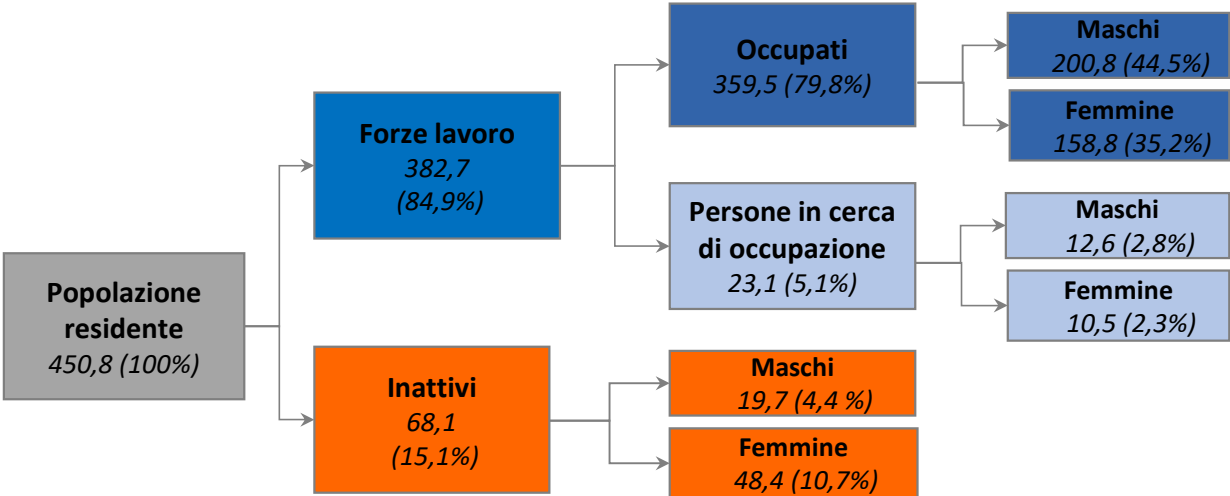 Popolazione
residente
450,8 (100%)
Forze lavoro
382,7
(84,9%)
Occupati
359,5 (79,8%)
Maschi
200,8 (44,5%)
Femmine
158,8 (35,2%)
Persone in cerca
di occupazione
23,1 (5,1%)
Maschi
12,6 (2,8%)
Femmine
10,5 (2,3%)
Inattivi
68,1
(15,1%)
Maschi
19,7 (4,4 %)
Femmine
48,4 (10,7%)